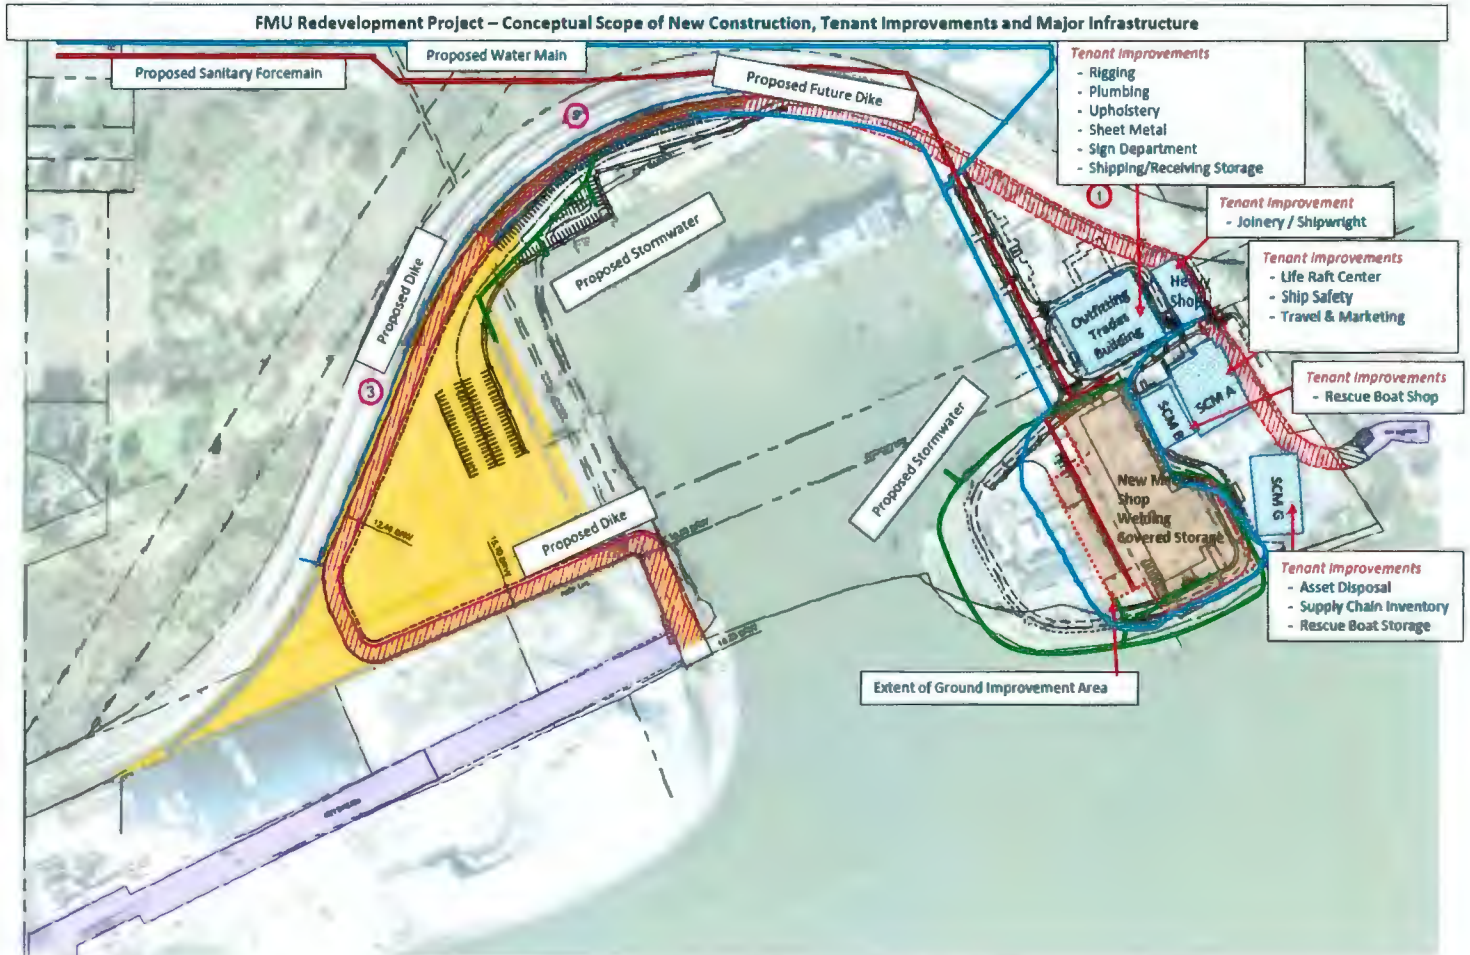 FMU Redevelopment Project – Conceptual Scope of New Construction, Tenant Improvements and Major Infrastructure
Proposed Sanitary Forcemain
Proposed Water Main
Proposed Future Dike
Tenant Improvements
- Rigging
- Plumbing
- Upholstery
- Sheet Metal
- Sign Department
- Shipping/Receiving Storage
1
Tenant Improvement
- Joinery / Shipwright
Tenant Improvements
- Life Raft Center
- Ship Safety
- Travel & Marketing
Tenant Improvements
- Rescue Boat Shop
Proposed Stormwater
Proposed Dike
3
Outfitting
Trades
Building
Shop
SCM A
SCM B
SCM G
Proposed Stormwater
New
Shop
Welding
Covered Storage
Proposed Dike
Tenant Improvements
- Asset Disposal
- Supply Chain Inventory
- Rescue Boat Storage
Extent of Ground Improvement Area